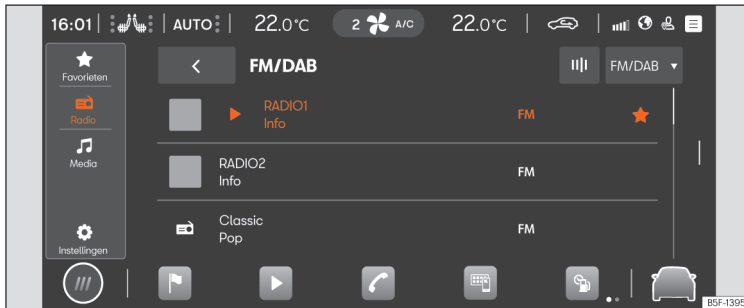 16:01 AUTO 22.0°C 2 A/C 22.0°C
Favorieten
FM/DAB
FM/DAB
Radio
RADIO1
Info
FM
Media
RADIO2
Info
FM
Classic
Pop
FM
Instellingen
B5F-1395